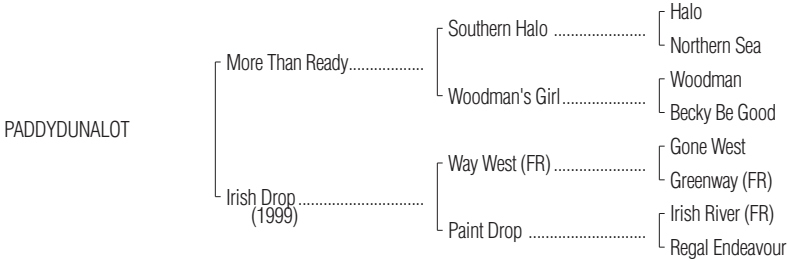 Halo
Southern Halo ......................
Northern Sea
More Than Ready..................
Woodman
Woodman's Girl....................
Becky Be Good
PADDYDUNALOT
Gone West
Way West (FR) ......................
Greenway (FR)
Irish Drop ..............................
(1999)
Irish River (FR)
Paint Drop ............................
Regal Endeavour